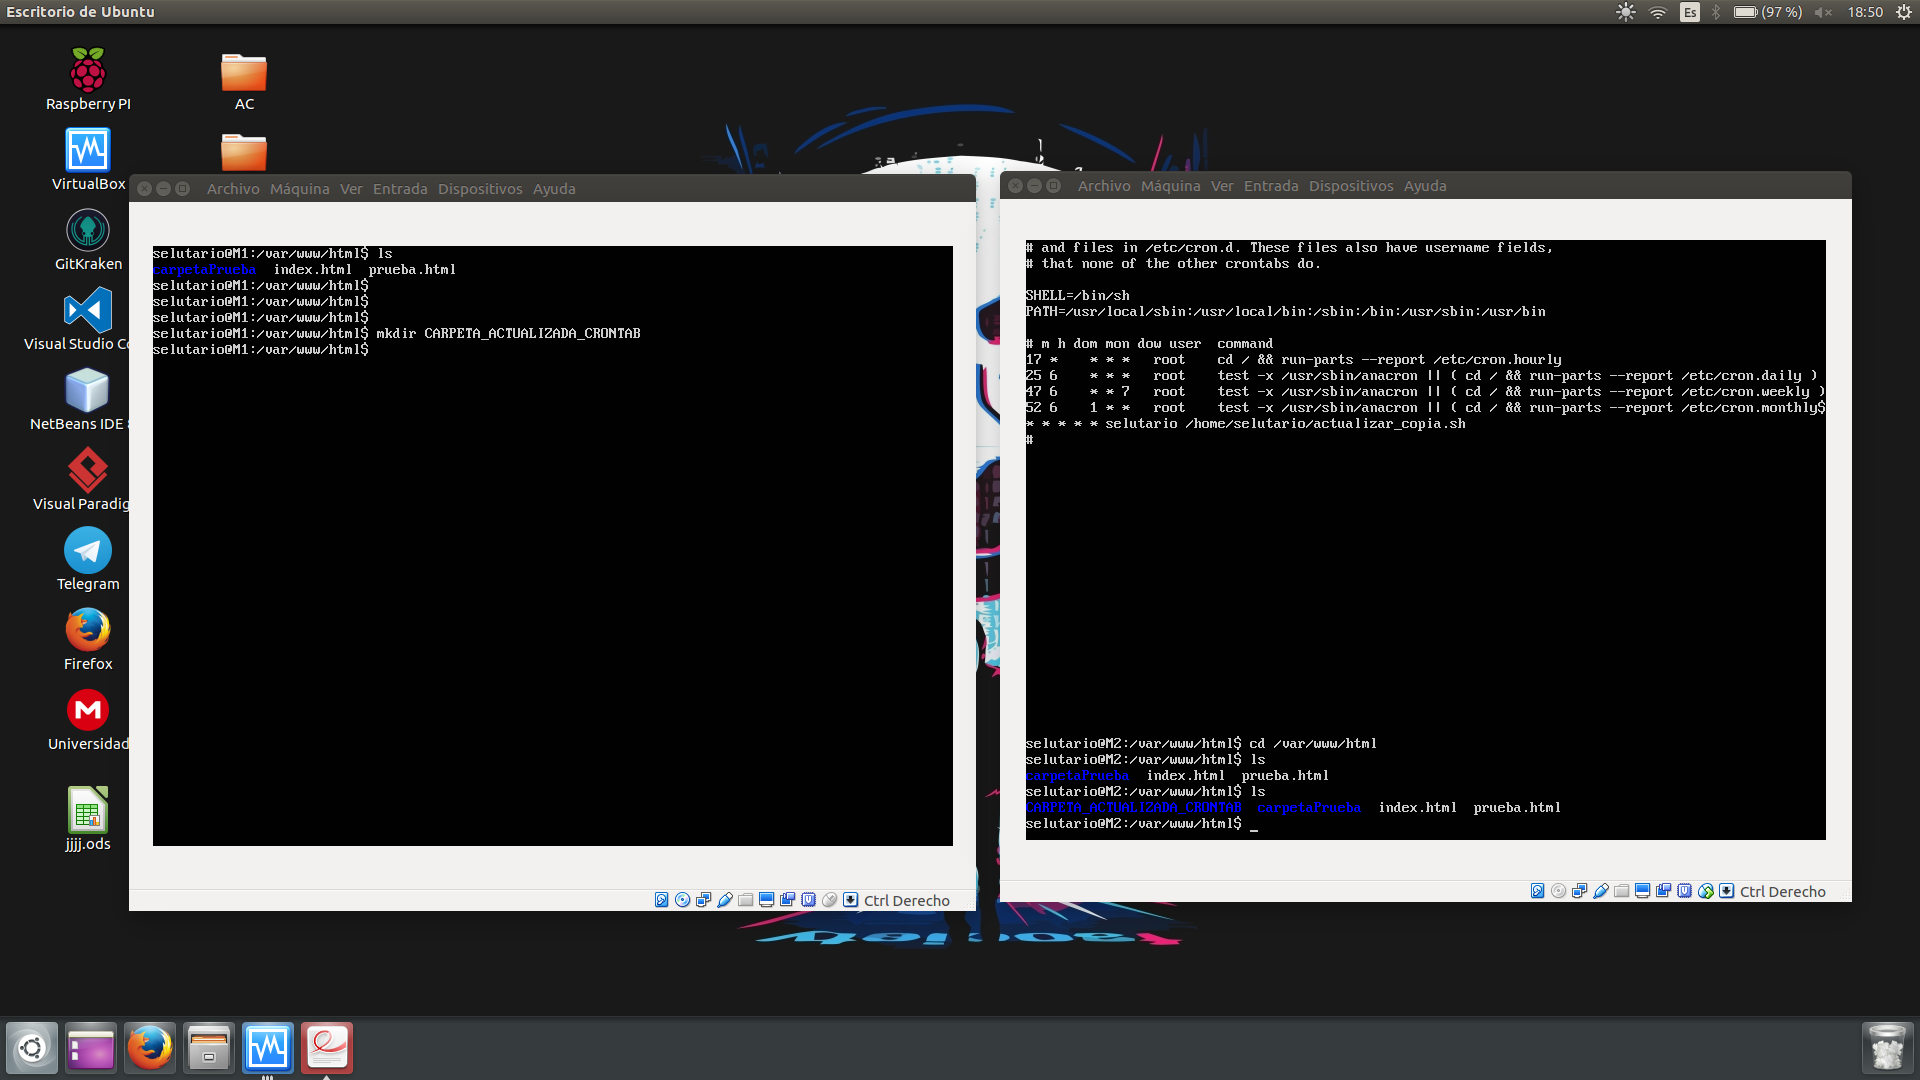 Escritorio de Ubuntu
Es
(97 %)
18:50
Raspberry PI
AC
VirtualBox
GitKraken
Visual Studio Co
NetBeans IDE 8
Visual Paradig
Telegram
Firefox
Universidad
jjjj.ods
Archivo Máquina Ver Entrada Dispositivos Ayuda
selutario@M1:/var/www/html$ ls
carpetaPrueba index.html prueba.html
selutario@M1:/var/www/html$
selutario@M1:/var/www/html$
selutario@M1:/var/www/html$
selutario@M1:/var/www/html$ mkdir CARPETA_ACTUALIZADA_CRONTAB
selutario@M1:/var/www/html$
Ctrl Derecho
Archivo Máquina Ver Entrada Dispositivos Ayuda
# and files in /etc/cron.d. These files also have username fields,
# that none of the other crontabs do.
SHELL=/bin/sh
PATH=/usr/local/sbin:/usr/local/bin:/sbin:/bin:/usr/sbin:/usr/bin
# m h dom mon dow user command
17 * * * * root cd / && run-parts --report /etc/cron.hourly
25 6 * * * root test -x /usr/sbin/anacron || ( cd / && run-parts --report /etc/cron.daily )
47 6 * * 7 root test -x /usr/sbin/anacron || ( cd / && run-parts --report /etc/cron.weekly )
52 6 1 * * root test -x /usr/sbin/anacron || ( cd / && run-parts --report /etc/cron.monthly$
* * * * * selutario /home/selutario/actualizar_copia.sh
#
selutario@M2:/var/www/html$ cd /var/www/html
selutario@M2:/var/www/html$ ls
carpetaPrueba index.html prueba.html
selutario@M2:/var/www/html$ ls
CARPETA_ACTUALIZADA_CRONTAB carpetaPrueba index.html prueba.html
selutario@M2:/var/www/html$ _
Ctrl Derecho